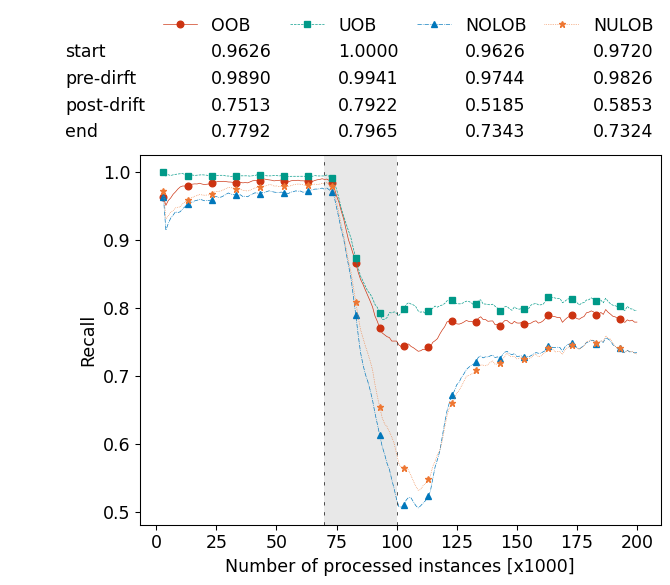 OOB UOB NOLOB NULOB
start 0.9626 1.0000 0.9626 0.9720
pre-dirft 0.9890 0.9941 0.9744 0.9826
post-drift 0.7513 0.7922 0.5185 0.5853
end 0.7792 0.7965 0.7343 0.7324
1.0
0.9
0.8
0.7
0.6
0.5
Recall
0 25 50 75 100 125 150 175 200
Number of processed instances [x1000]